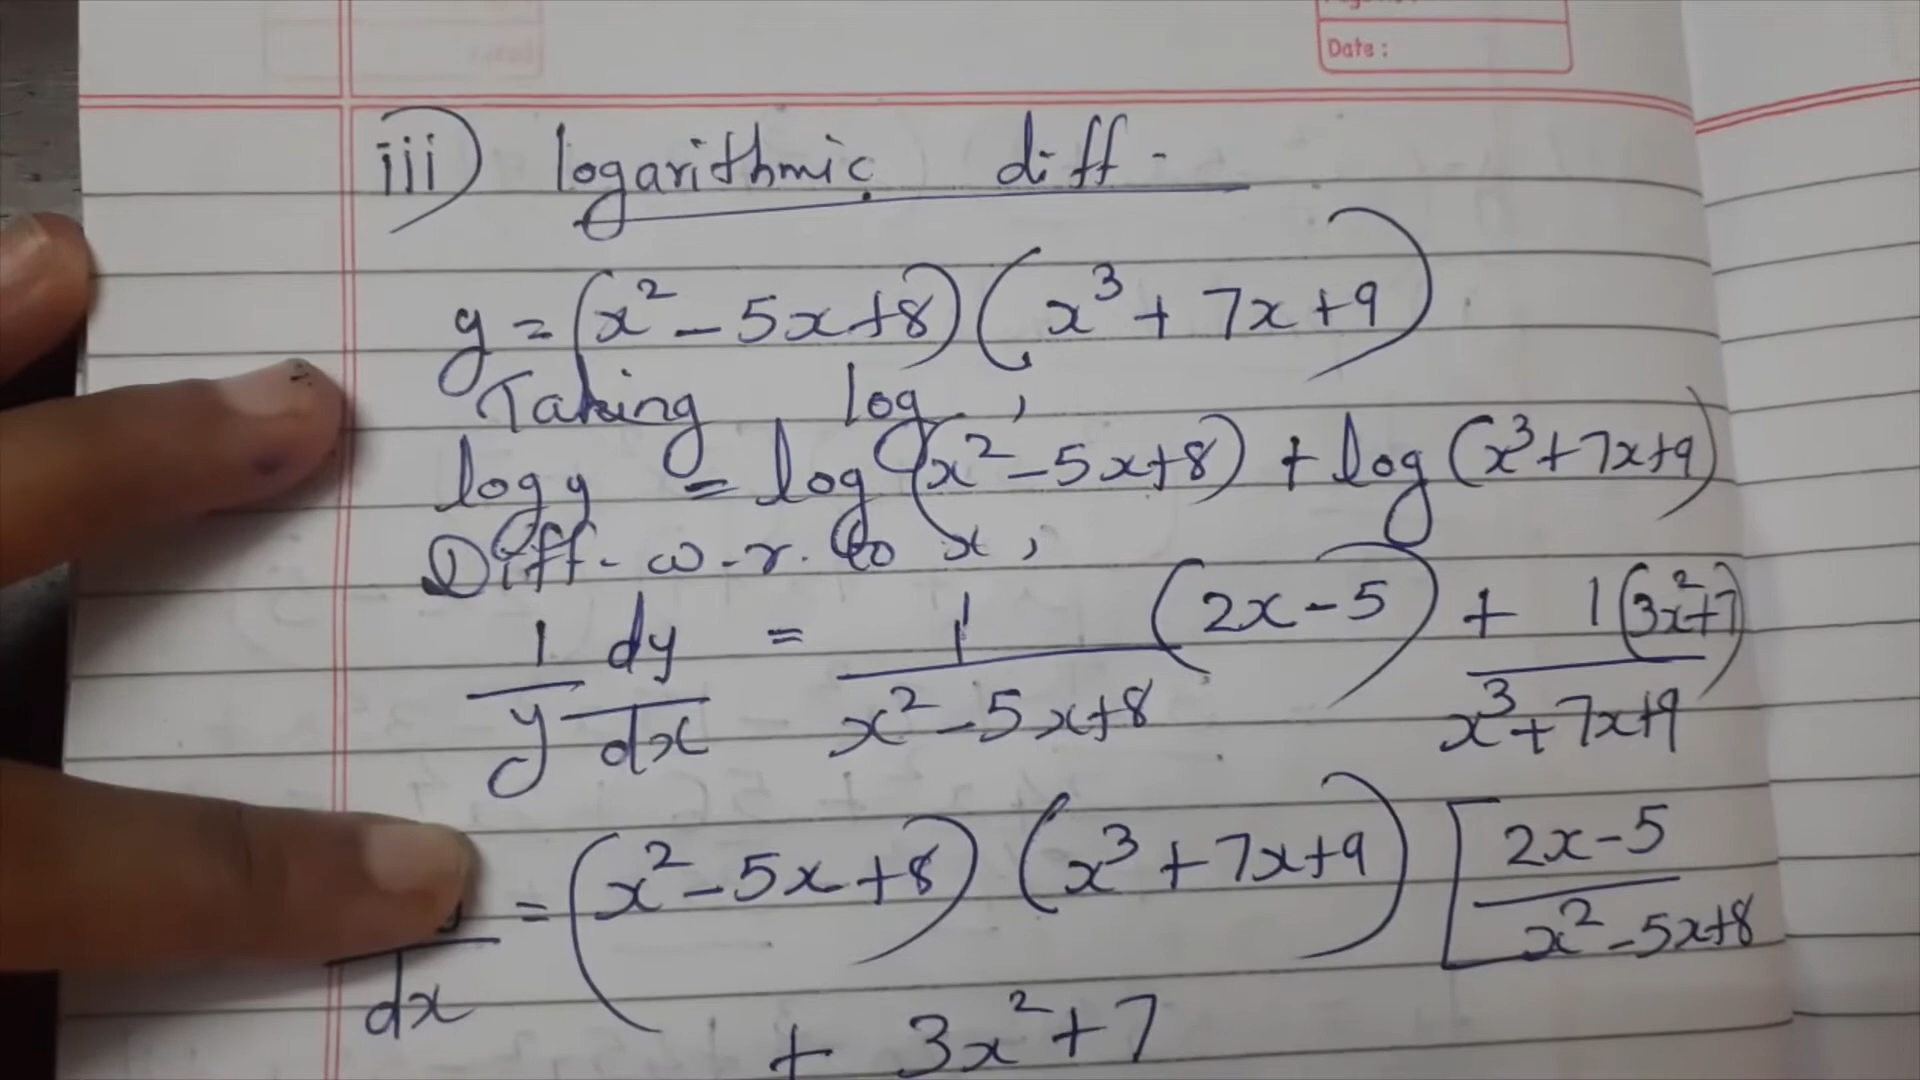 Date :
iii) logarithmic diff.
y = (x² - 5x+8) (x³ + 7x +9)
Taking log,
log y = log (x² - 5x+8) + log (x³+7x+9)
Diff. w.r. to x,
1/y dy/dx = 1/(x² - 5x+8) (2x-5) + 1(3x²+7)/(x³+7x+9)
/dx = (x² - 5x+8) (x³ + 7x+9) [ (2x-5)/(x² - 5x+8)
+ 3x² + 7